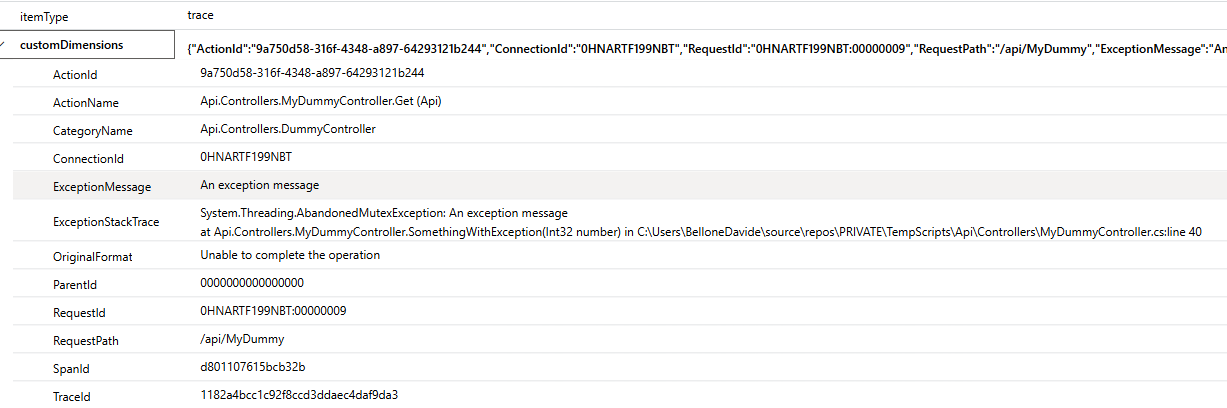 itemType trace
customDimensions {"ActionId":"9a750d58-316f-4348-a897-64293121b244","ConnectionId":"0HNARTF199NBT","RequestId":"0HNARTF199NBT:00000009","RequestPath":"/api/MyDummy","ExceptionMessage":"An
ActionId 9a750d58-316f-4348-a897-64293121b244
ActionName Api.Controllers.MyDummyController.Get (Api)
CategoryName Api.Controllers.DummyController
ConnectionId 0HNARTF199NBT
ExceptionMessage An exception message
ExceptionStackTrace System.Threading.AbandonedMutexException: An exception message
at Api.Controllers.MyDummyController.SomethingWithException(Int32 number) in C:\Users\BelloneDavide\source\repos\PRIVATE\TempScripts\Api\Controllers\MyDummyController.cs:line 40
OriginalFormat Unable to complete the operation
ParentId 0000000000000000
RequestId 0HNARTF199NBT:00000009
RequestPath /api/MyDummy
SpanId d801107615bcb32b
TraceId 1182a4bcc1c92f8ccd3ddaec4daf9da3